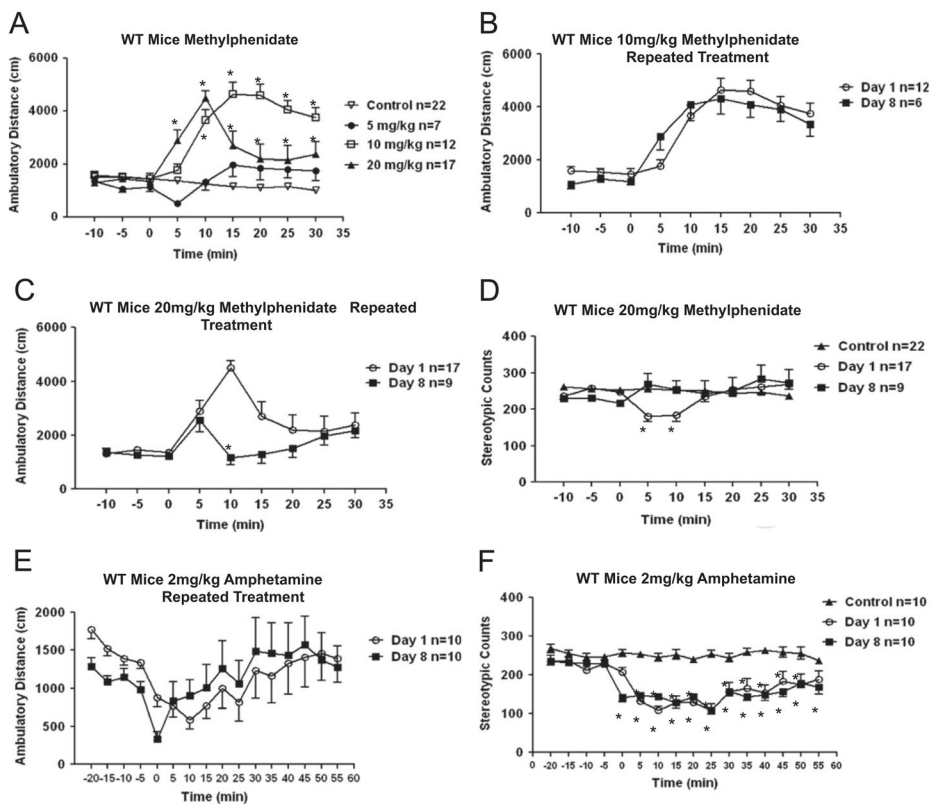 A
WT Mice Methylphenidate
Ambulatory Distance (cm)
6000
4000
2000
0
* * * * * * * * * * * *
Control n=22
5 mg/kg n=7
10 mg/kg n=12
20 mg/kg n=17
-10 -5 0 5 10 15 20 25 30 35
Time (min)
B
WT Mice 10mg/kg Methylphenidate
Repeated Treatment
Ambulatory Distance (cm)
6000
4000
2000
0
Day 1 n=12
Day 8 n=6
-10 -5 0 5 10 15 20 25 30 35
Time (min)
C
WT Mice 20mg/kg Methylphenidate Repeated
Treatment
Ambulatory Distance (cm)
6000
4000
2000
0
*
Day 1 n=17
Day 8 n=9
-10 -5 0 5 10 15 20 25 30 35
Time (min)
D
WT Mice 20mg/kg Methylphenidate
Stereotypic Counts
400
300
200
100
0
* *
Control n=22
Day 1 n=17
Day 8 n=9
-10 -5 0 5 10 15 20 25 30 35
Time (min)
E
WT Mice 2mg/kg Amphetamine
Repeated Treatment
Ambulatory Distance (cm)
2000
1500
1000
500
0
Day 1 n=10
Day 8 n=10
-20 -15 -10 -5 0 5 10 15 20 25 30 35 40 45 50 55 60
Time (min)
F
WT Mice 2mg/kg Amphetamine
Stereotypic Counts
400
300
200
100
0
Control n=10
Day 1 n=10
Day 8 n=10
0 -20 -15 -10 -5 0 5 10 15 20 25 30 35 40 45 50 55 60
Time (min)